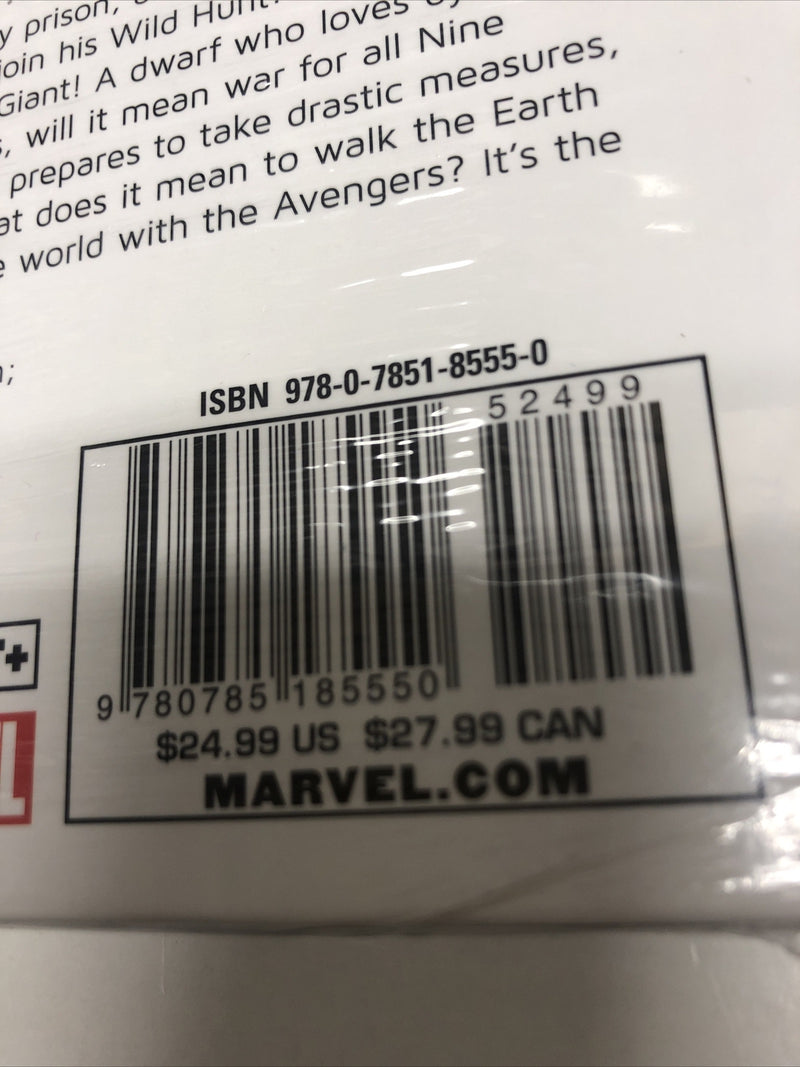 y prison,
join his Wild Hunt
Giant! A dwarf who loves
, will it mean war for all Nine
prepares to take drastic measures,
at does it mean to walk the Earth
e world with the Avengers? It's the
;
ISBN 978-0-7851-8555-0
52499
9 780785 185550
$24.99 US $27.99 CAN
MARVEL.COM
+
L